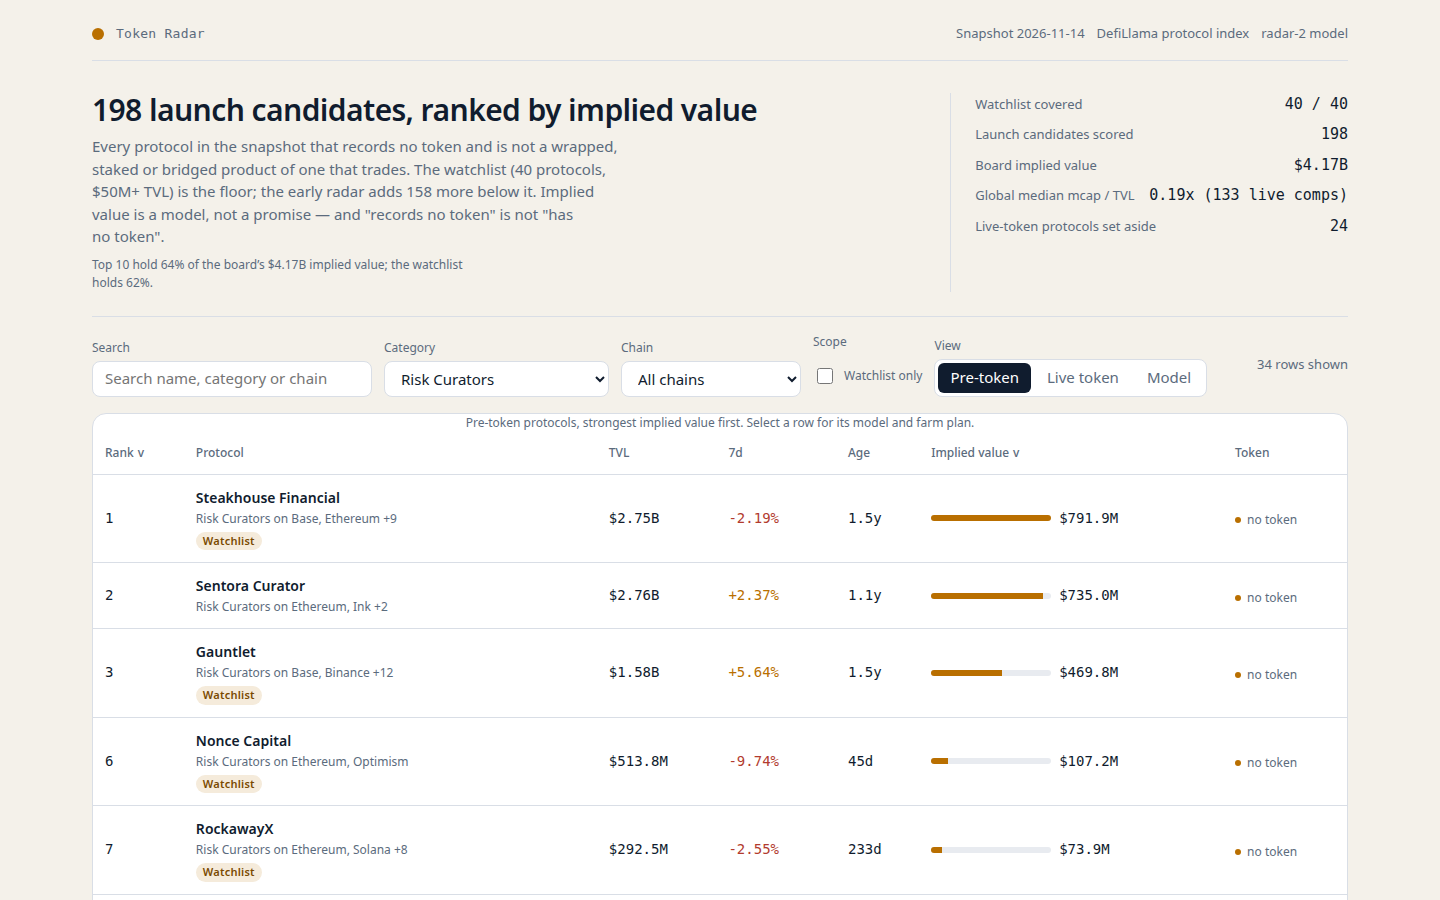 Token Radar
Snapshot 2026-11-14 DefiLlama protocol index radar-2 model
198 launch candidates, ranked by implied value
Every protocol in the snapshot that records no token and is not a wrapped,
staked or bridged product of one that trades. The watchlist (40 protocols,
$50M+ TVL) is the floor; the early radar adds 158 more below it. Implied
value is a model, not a promise — and "records no token" is not "has
no token".
Top 10 hold 64% of the board's $4.17B implied value; the watchlist
holds 62%.
Watchlist covered 40 / 40
Launch candidates scored 198
Board implied value $4.17B
Global median mcap / TVL 0.19x (133 live comps)
Live-token protocols set aside 24
Search
Search name, category or chain
Category
Risk Curators
Chain
All chains
Scope
Watchlist only
View
Pre-token Live token Model
34 rows shown
Pre-token protocols, strongest implied value first. Select a row for its model and farm plan.
Rank v Protocol TVL 7d Age Implied value v Token
1 Steakhouse Financial $2.75B -2.19% 1.5y $791.9M no token
Risk Curators on Base, Ethereum +9
Watchlist
2 Sentora Curator $2.76B +2.37% 1.1y $735.0M no token
Risk Curators on Ethereum, Ink +2
3 Gauntlet $1.58B +5.64% 1.5y $469.8M no token
Risk Curators on Base, Binance +12
Watchlist
6 Nonce Capital $513.8M -9.74% 45d $107.2M no token
Risk Curators on Ethereum, Optimism
Watchlist
7 RockawayX $292.5M -2.55% 233d $73.9M no token
Risk Curators on Ethereum, Solana +8
Watchlist